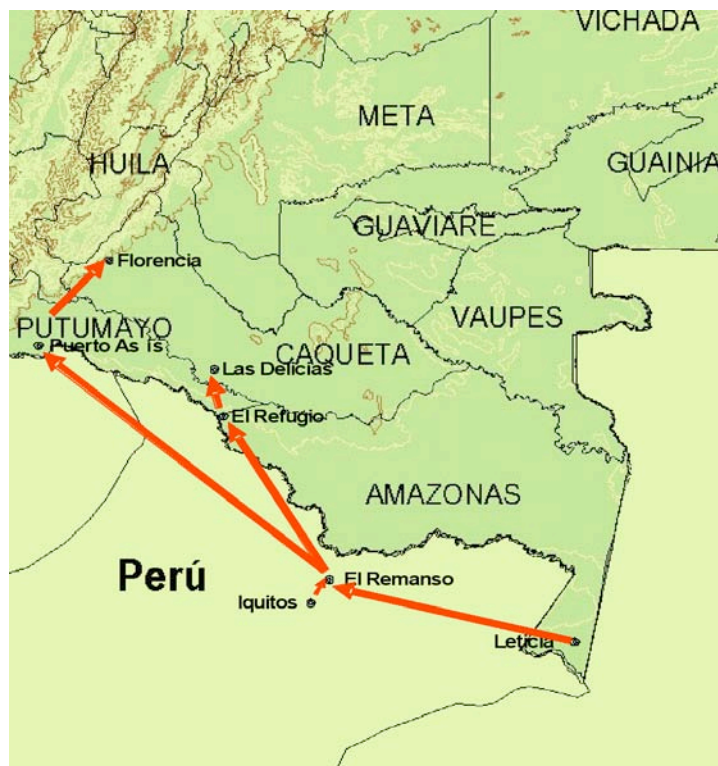 VICHADA
META
HUILA
GUAINIA
GUAVIARE
Florencia
VAUPES
PUTUMAYO
Puerto As is
CAQUETA
Las Delicias
El Refugio
AMAZONAS
Perú
El Remanso
Iquitos
Leticia